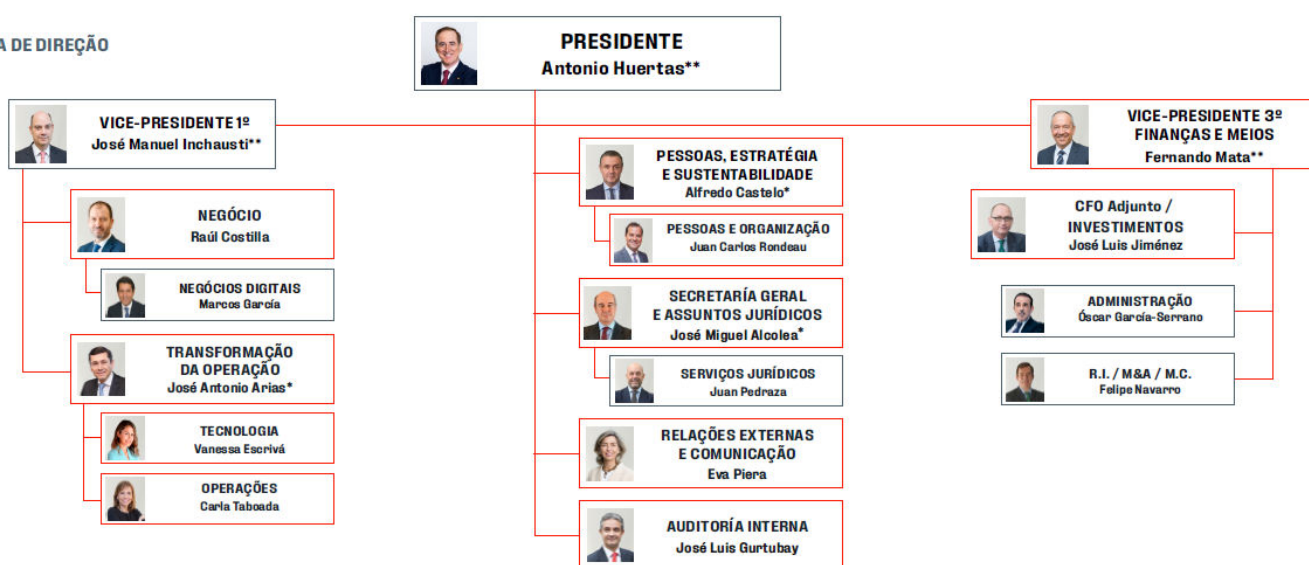 A DE DIREÇÃO
PRESIDENTE
Antonio Huertas**
VICE-PRESIDENTE 1º
José Manuel Inchausti**
NEGÓCIO
Raúl Costilla
NEGÓCIOS DIGITAIS
Marcos García
TRANSFORMAÇÃO
DA OPERAÇÃO
José Antonio Arias*
TECNOLOGIA
Vanessa Escrivá
OPERAÇÕES
Carla Taboada
PESSOAS, ESTRATÉGIA
E SUSTENTABILIDADE
Alfredo Castelo*
PESSOAS E ORGANIZAÇÃO
Juan Carlos Rondeau
SECRETARÍA GERAL
E ASSUNTOS JURÍDICOS
José Miguel Alcolea*
SERVIÇOS JURÍDICOS
Juan Pedraza
RELAÇÕES EXTERNAS
E COMUNICAÇÃO
Eva Piera
AUDITORÍA INTERNA
José Luis Gurtubay
VICE-PRESIDENTE 3º
FINANÇAS E MEIOS
Fernando Mata**
CFO Adjunto /
INVESTIMENTOS
José Luis Jiménez
ADMINISTRAÇÃO
Óscar García-Serrano
R.I. / M&A / M.C.
Felipe Navarro